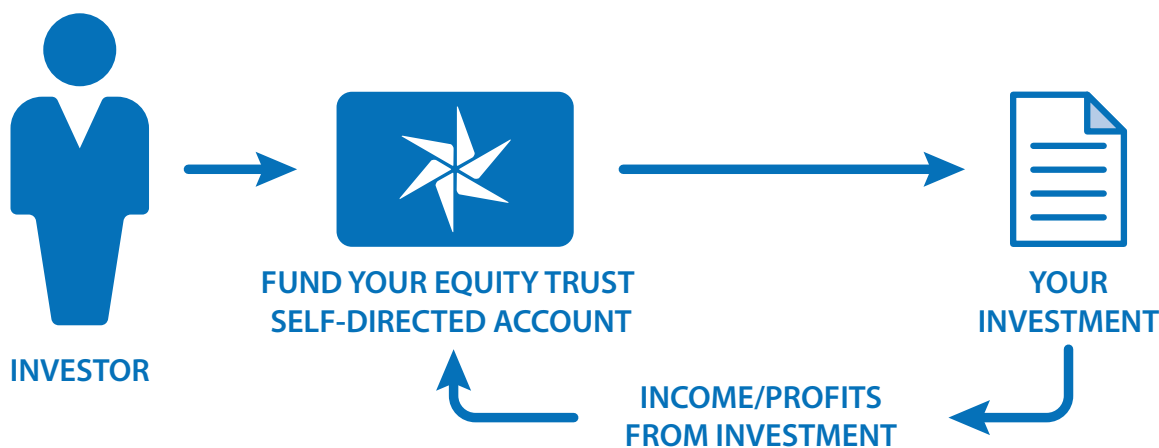 FUND YOUR EQUITY TRUST
SELF-DIRECTED ACCOUNT
YOUR
INVESTMENT
INVESTOR
INCOME/PROFITS
FROM INVESTMENT